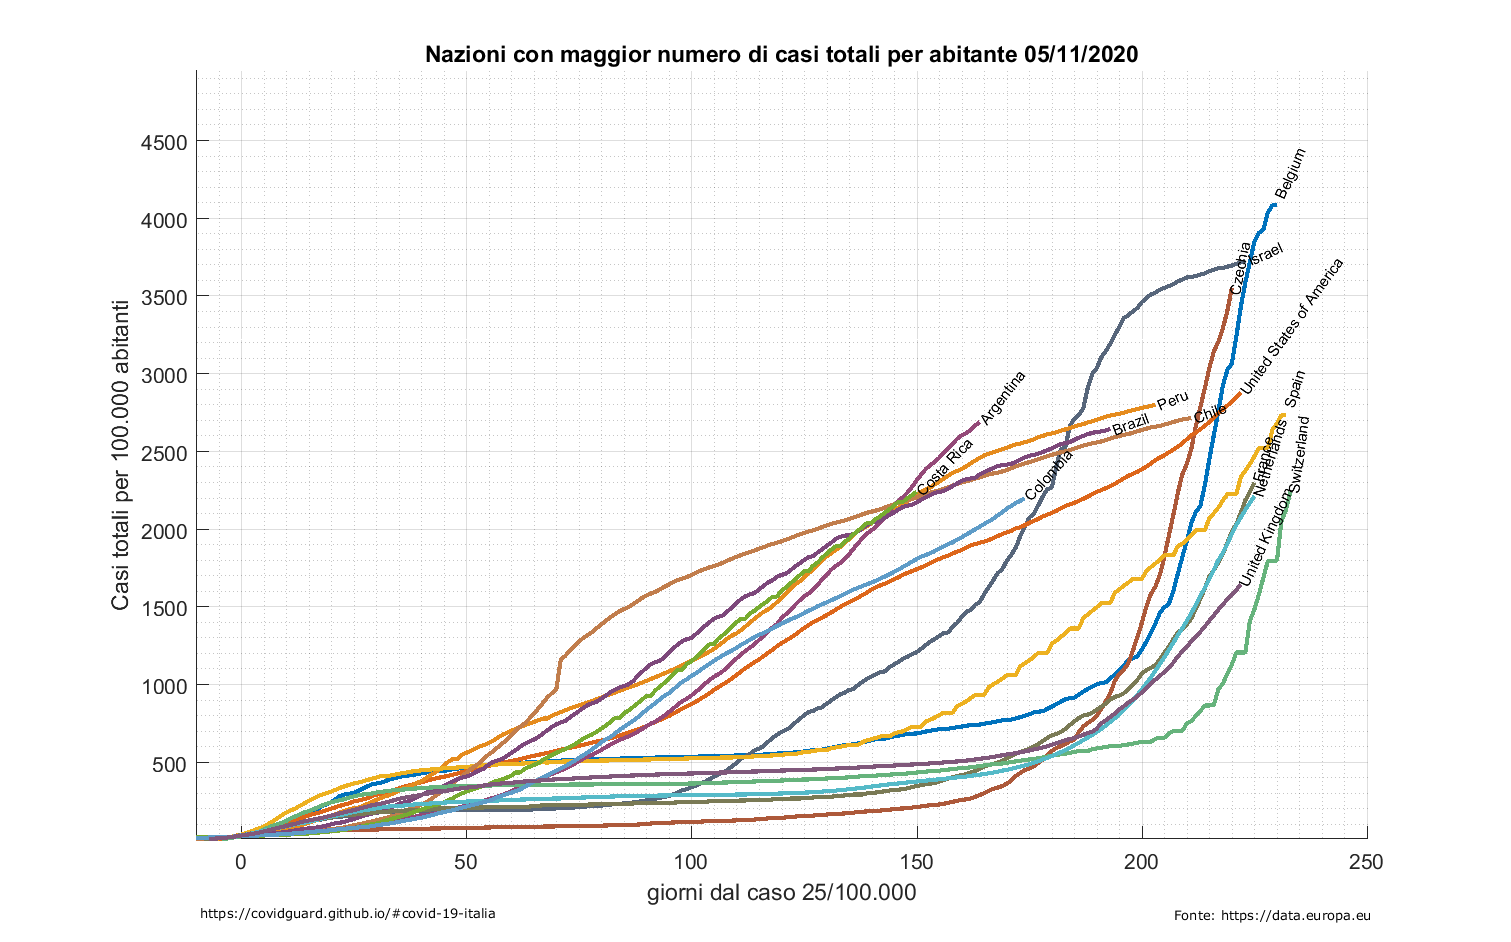 Nazioni con maggior numero di casi totali per abitante 05/11/2020
Casi totali per 100.000 abitanti
4500
4000
3500
3000
2500
2000
1500
1000
500
0
50
100
150
200
250
giorni dal caso 25/100.000
Belgium
Israel
Czechia
United States of America
Argentina
Peru
Brazil
Chile
Spain
Costa Rica
Colombia
France
Netherlands
Switzerland
United Kingdom
https://covidguard.github.io/#covid-19-italia
Fonte: https://data.europa.eu